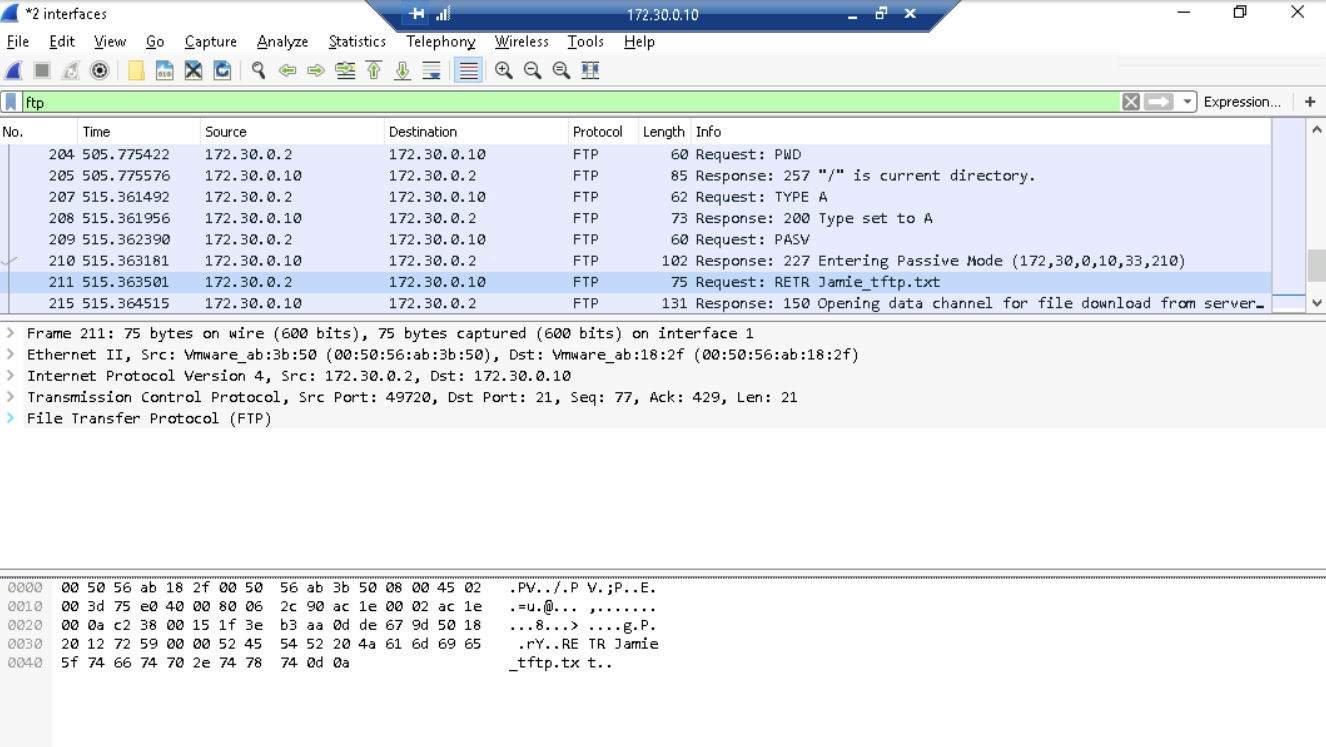 *2 interfaces
172.30.0.10
File Edit View Go Capture Analyze Statistics Telephony Wireless Tools Help
ftp
Expression... +
No. Time Source Destination Protocol Length Info
204 505.775422 172.30.0.2 172.30.0.10 FTP 60 Request: PWD
205 505.775576 172.30.0.10 172.30.0.2 FTP 85 Response: 257 "/" is current directory.
207 515.361492 172.30.0.2 172.30.0.10 FTP 62 Request: TYPE A
208 515.361956 172.30.0.10 172.30.0.2 FTP 73 Response: 200 Type set to A
209 515.362390 172.30.0.2 172.30.0.10 FTP 60 Request: PASV
210 515.363181 172.30.0.10 172.30.0.2 FTP 102 Response: 227 Entering Passive Mode (172,30,0,10,33,210)
211 515.363501 172.30.0.2 172.30.0.10 FTP 75 Request: RETR Jamie_tftp.txt
215 515.364515 172.30.0.10 172.30.0.2 FTP 131 Response: 150 Opening data channel for file download from server…
Frame 211: 75 bytes on wire (600 bits), 75 bytes captured (600 bits) on interface 1
Ethernet II, Src: Vmware_ab:3b:50 (00:50:56:ab:3b:50), Dst: Vmware_ab:18:2f (00:50:56:ab:18:2f)
Internet Protocol Version 4, Src: 172.30.0.2, Dst: 172.30.0.10
Transmission Control Protocol, Src Port: 49720, Dst Port: 21, Seq: 77, Ack: 429, Len: 21
File Transfer Protocol (FTP)
0000 00 50 56 ab 18 2f 00 50 56 ab 3b 50 08 00 45 02 .PV../.P V.;P..E.
0010 00 3d 75 e0 40 00 80 06 2c 90 ac 1e 00 02 ac 1e .=u.@... ,.......
0020 00 0a c2 38 00 15 1f 3e b3 aa 0d de 67 9d 50 18 ...8...> ....g.P.
0030 20 12 72 59 00 00 52 45 54 52 20 4a 61 6d 69 65 .rY..RE TR Jamie
0040 5f 74 66 74 70 2e 74 78 74 0d 0a _tftp.tx t..